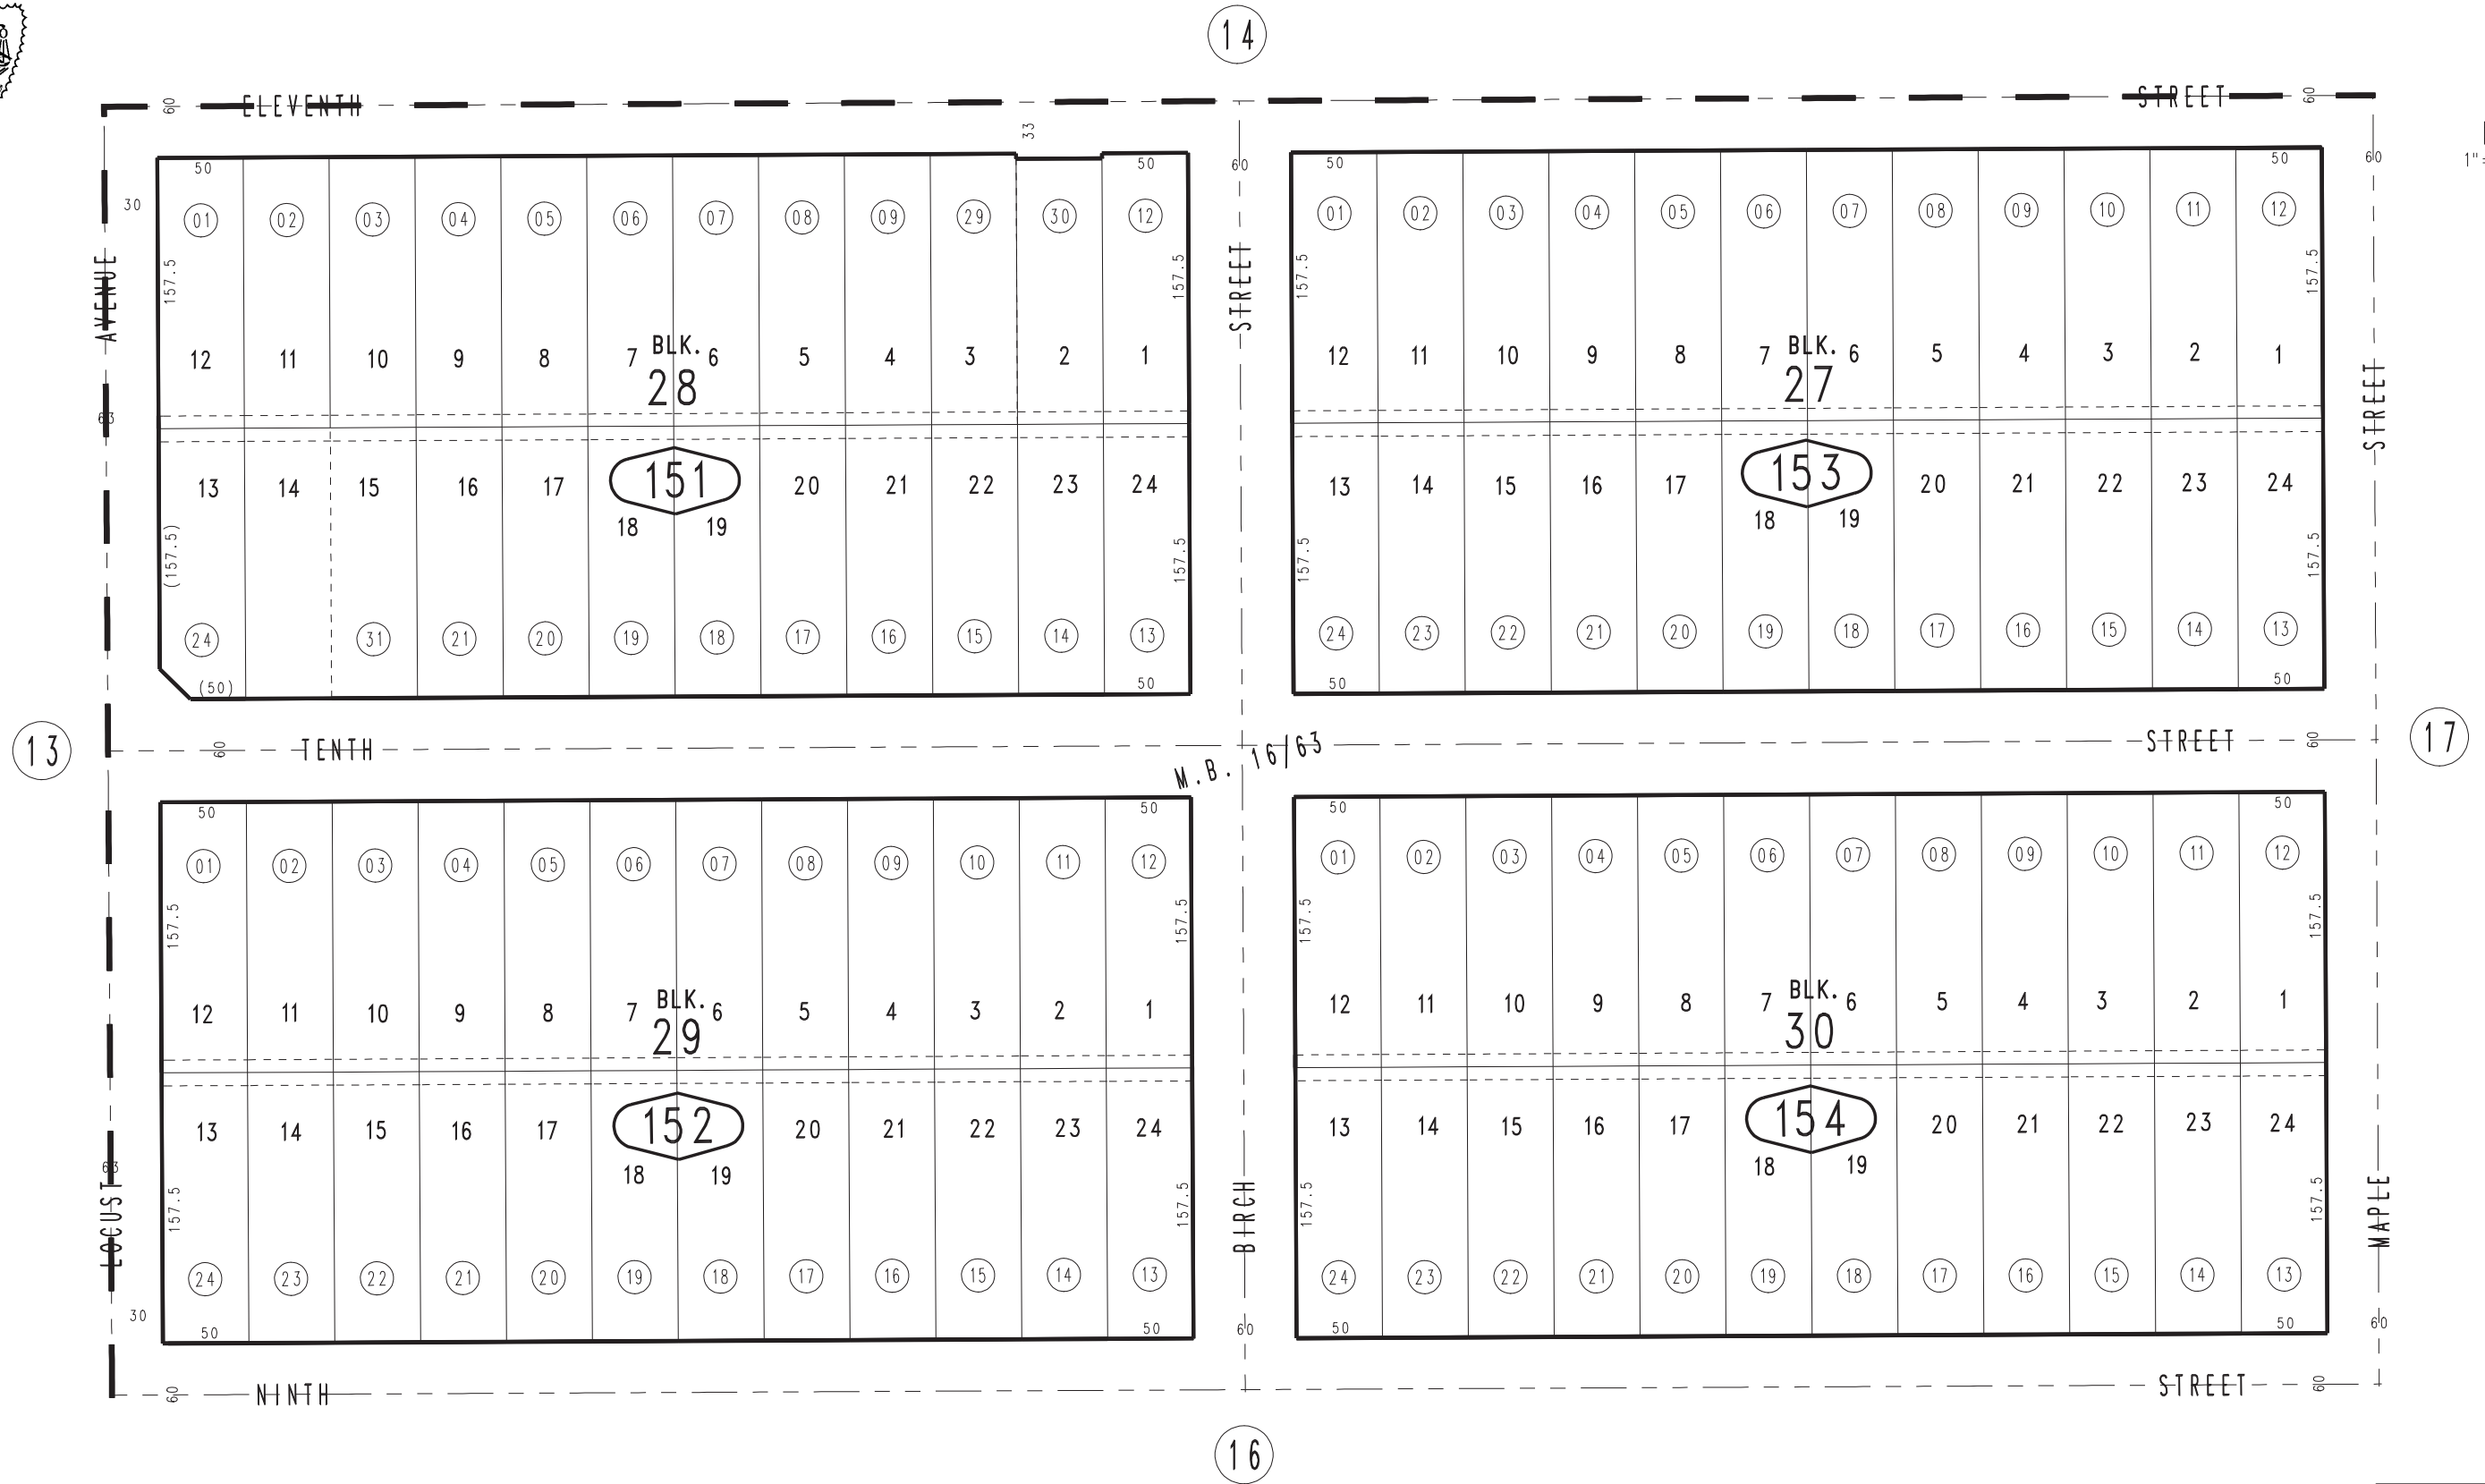 14
60 ELEVENTH STREET 60
33
1"=
50 50 60 50 50 60
30
01 02 03 04 05 06 07 08 09 29 30 12 01 02 03 04 05 06 07 08 09 10 11 12
AVENUE 157.5 157.5 STREET 157.5 157.5
12 11 10 9 8 7 BLK. 6 5 4 3 2 1 12 11 10 9 8 7 BLK. 6 5 4 3 2 1
28 27
STREET
63
13 14 15 16 17 151 20 21 22 23 24 13 14 15 16 17 153 20 21 22 23 24
18 19 18 19
(157.5) 157.5 157.5 157.5
24 31 21 20 19 18 17 16 15 14 13 24 23 22 21 20 19 18 17 16 15 14 13
(50) 50 50 50
13 60 TENTH STREET 60 17
M.B. 16/63
50 50 50 50
01 02 03 04 05 06 07 08 09 10 11 12 01 02 03 04 05 06 07 08 09 10 11 12
157.5 157.5 157.5 157.5
12 11 10 9 8 7 BLK. 6 5 4 3 2 1 12 11 10 9 8 7 BLK. 6 5 4 3 2 1
29 30
13 14 15 16 17 152 20 21 22 23 24 13 14 15 16 17 154 20 21 22 23 24
63
18 19 18 19
LOCUST 157.5 157.5 BIRCH 157.5 157.5 MAPLE
24 23 22 21 20 19 18 17 16 15 14 13 24 23 22 21 20 19 18 17 16 15 14 13
30
50 50 60 50 50 60
60 NINTH STREET 60
16